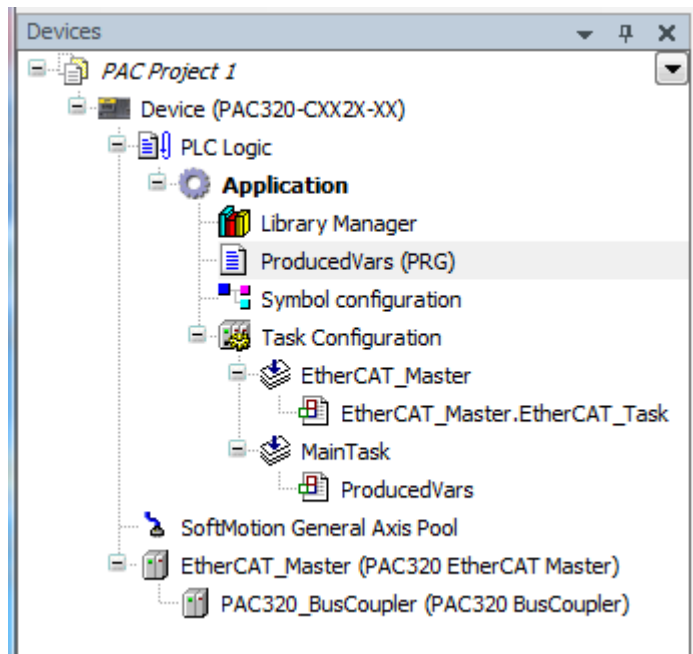 Devices
PAC Project 1
Device (PAC320-CXX2X-XX)
PLC Logic
Application
Library Manager
ProducedVars (PRG)
Symbol configuration
Task Configuration
EtherCAT_Master
EtherCAT_Master.EtherCAT_Task
MainTask
ProducedVars
SoftMotion General Axis Pool
EtherCAT_Master (PAC320 EtherCAT Master)
PAC320_BusCoupler (PAC320 BusCoupler)